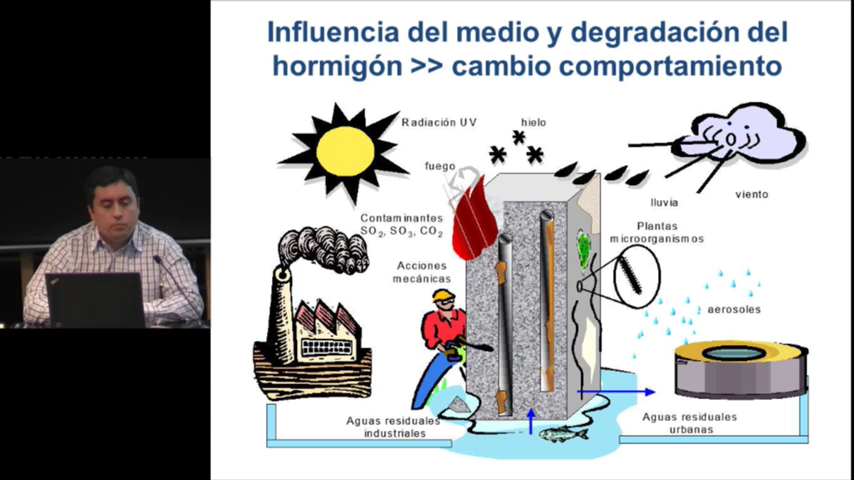 Influencia del medio y degradación del
hormigón >> cambio comportamiento
Radiación UV
hielo
fuego
lluvia
viento
Contaminantes
SO2, SO3, CO2
Plantas
microorganismos
Acciones
mecánicas
aerosoles
Aguas residuales
industriales
Aguas residuales
urbanas